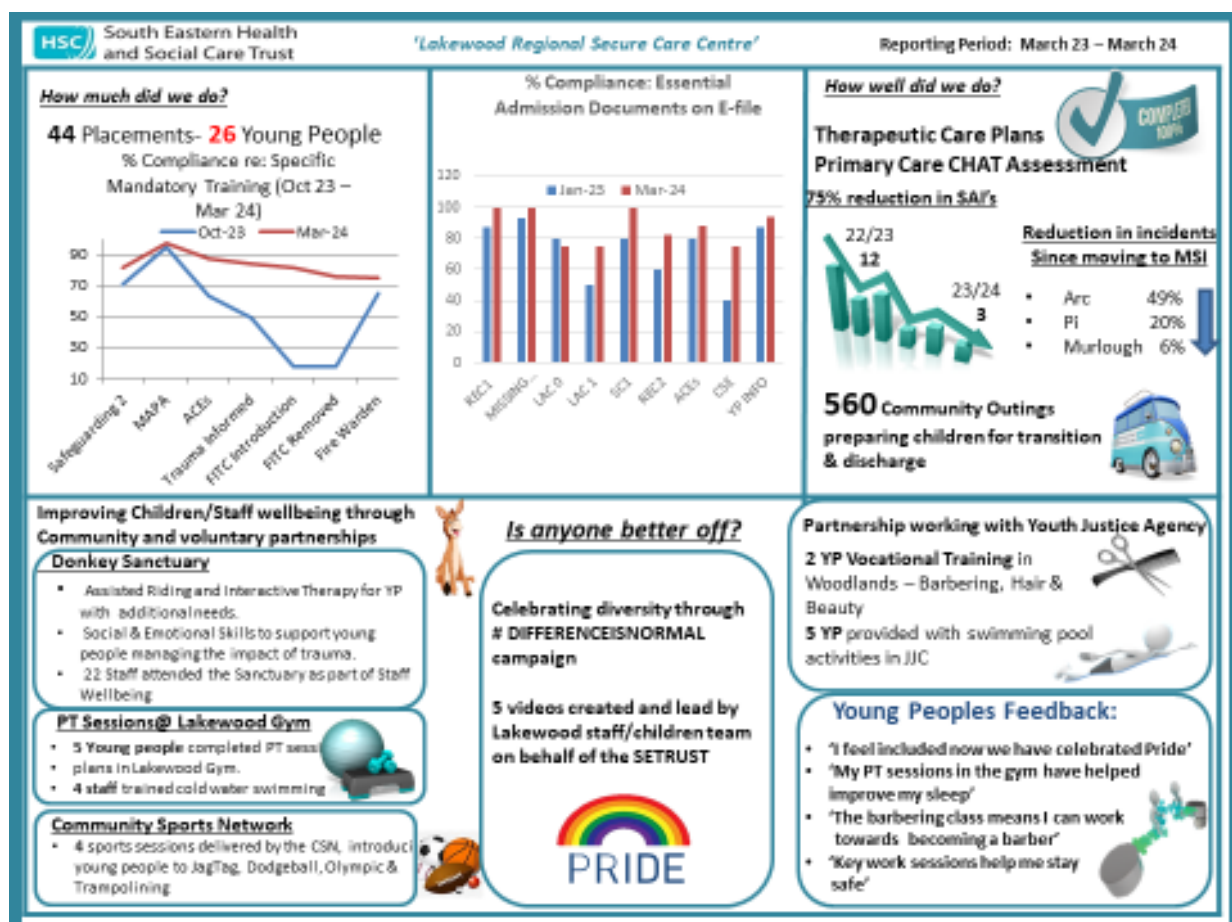 HSC
South Eastern Health
and Social Care Trust
'Lakewood Regional Secure Care Centre'
Reporting Period: March 23 – March 24
How much did we do?
44 Placements- 26 Young People
% Compliance re: Specific
Mandatory Training (Oct 23 –
Mar 24)
Oct-23 Mar-24
90
70
50
30
10
Safeguarding 2
MAPA
ACEs
Trauma Informed
FITC Introduction
FITC Removed
Fire Warden
% Compliance: Essential
Admission Documents on E-file
120
Jan-23 Mar-24
100
80
60
40
20
0
REC1
MISSING...
LAC 0
LAC 1
SC1
REC2
ACEs
CSE
YP INFO
How well did we do?
COMPLETE
100%
Therapeutic Care Plans
Primary Care CHAT Assessment
75% reduction in SAI's
22/23
12
23/24
3
Reduction in incidents
Since moving to MSI
• Arc 49%
• Pi 20%
• Murlough 6%
560 Community Outings
preparing children for transition
& discharge
Improving Children/Staff wellbeing through
Community and voluntary partnerships
Donkey Sanctuary
• Assisted Riding and Interactive Therapy for YP
with additional needs.
• Social & Emotional Skills to support young
people managing the impact of trauma.
• 22 Staff attended the Sanctuary as part of Staff
Wellbeing
PT Sessions@ Lakewood Gym
• 5 Young people completed PT sessi
• plans in Lakewood Gym.
• 4 staff trained cold water swimming
Community Sports Network
• 4 sports sessions delivered by the CSN, introduci
young people to JagTag, Dodgeball, Olympic &
Trampolining
Is anyone better off?
Celebrating diversity through
# DIFFERENCEISNORMAL
campaign
5 videos created and lead by
Lakewood staff/children team
on behalf of the SETRUST
PRIDE
Partnership working with Youth Justice Agency
2 YP Vocational Training in
Woodlands – Barbering, Hair &
Beauty
5 YP provided with swimming pool
activities in JJC
Young Peoples Feedback:
• 'I feel included now we have celebrated Pride'
• 'My PT sessions in the gym have helped
improve my sleep'
• 'The barbering class means I can work
towards becoming a barber'
• 'Key work sessions help me stay
safe'